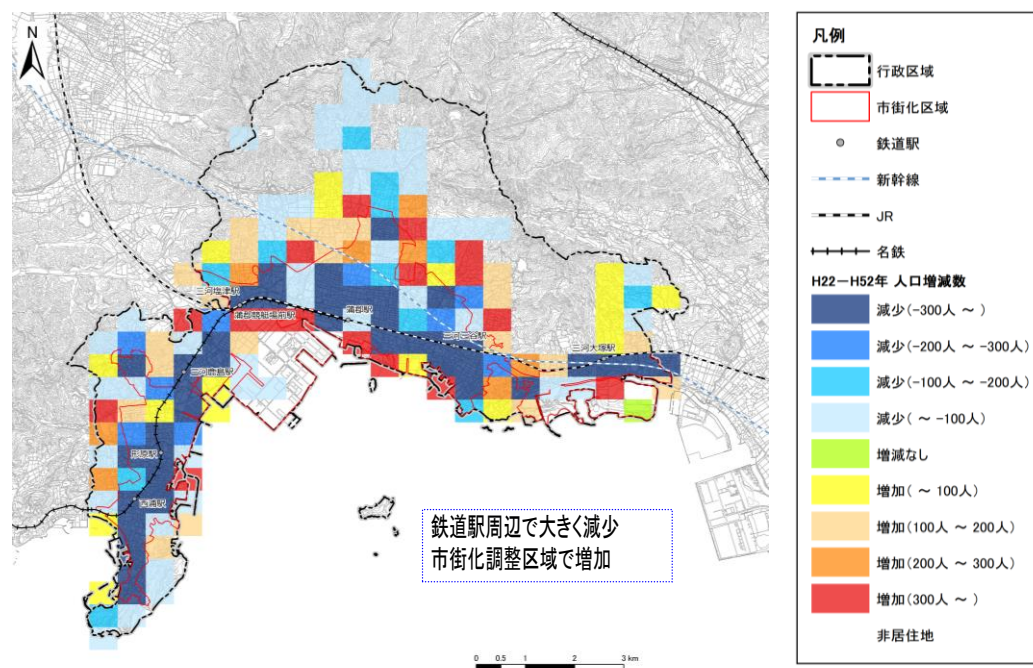 N
三河塩津駅
蒲郡競艇場前駅
蒲郡駅
三河三谷駅
三河大塚駅
三河鹿島駅
形原駅
西浦駅
鉄道駅周辺で大きく減少
市街化調整区域で増加
0 0.5 1 2 3 km
凡例
行政区域
市街化区域
鉄道駅
新幹線
JR
名鉄
H22－H52年 人口増減数
減少(-300人 ～ )
減少(-200人 ～ -300人)
減少(-100人 ～ -200人)
減少( ～ -100人)
増減なし
増加( ～ 100人)
増加(100人 ～ 200人)
増加(200人 ～ 300人)
増加(300人 ～ )
非居住地